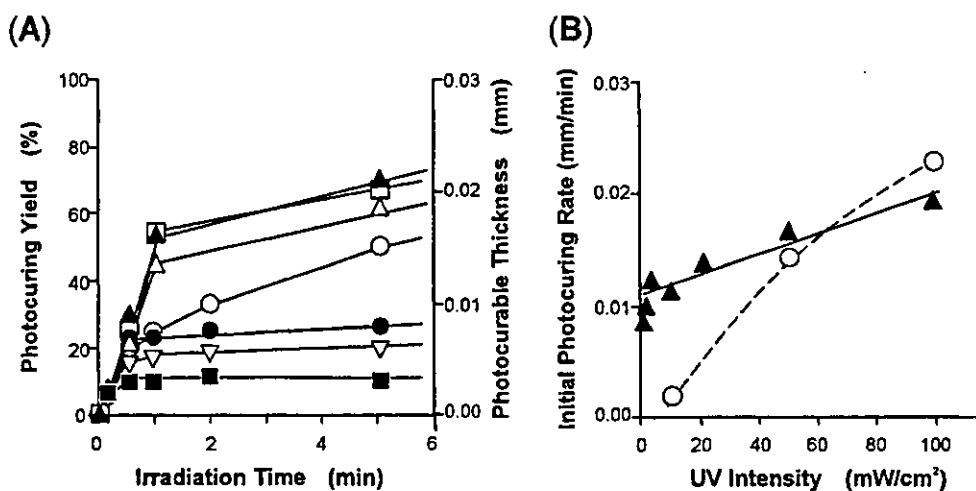 (A)
Photocuring Yield (%)
100
80
60
40
20
0
0 2 4 6
Irradiation Time (min)
0.03
0.02
0.01
0.00
Photocurable Thickness (mm)
(B)
Initial Photocuring Rate (mm/min)
0.03
0.02
0.01
0.00
0 20 40 60 80 100
UV Intensity (mW/cm²)